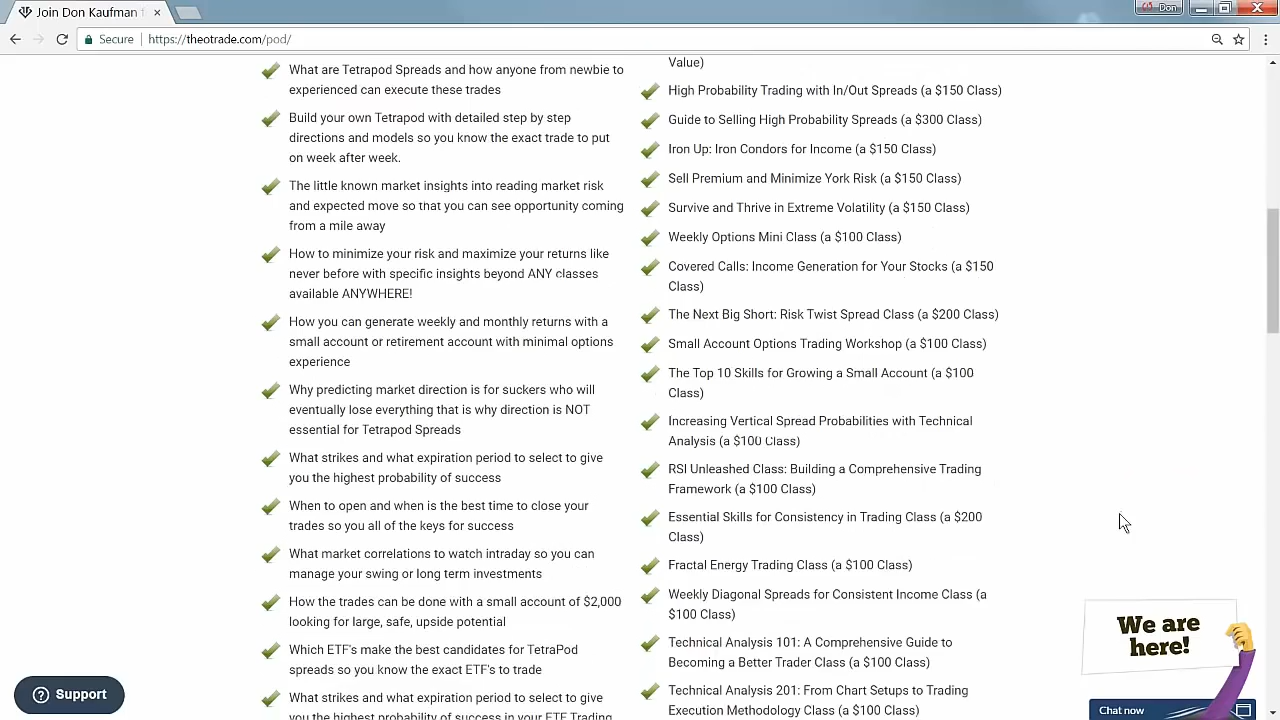 Join Don Kaufman f
Don
Secure
https://theotrade.com/pod/
What are Tetrapod Spreads and how anyone from newbie to
experienced can execute these trades
Build your own Tetrapod with detailed step by step
directions and models so you know the exact trade to put
on week after week.
The little known market insights into reading market risk
and expected move so that you can see opportunity coming
from a mile away
How to minimize your risk and maximize your returns like
never before with specific insights beyond ANY classes
available ANYWHERE!
How you can generate weekly and monthly returns with a
small account or retirement account with minimal options
experience
Why predicting market direction is for suckers who will
eventually lose everything that is why direction is NOT
essential for Tetrapod Spreads
What strikes and what expiration period to select to give
you the highest probability of success
When to open and when is the best time to close your
trades so you all of the keys for success
What market correlations to watch intraday so you can
manage your swing or long term investments
How the trades can be done with a small account of $2,000
looking for large, safe, upside potential
Which ETF's make the best candidates for TetraPod
spreads so you know the exact ETF's to trade
What strikes and what expiration period to select to give
you the highest probability of success in your ETF Trading
Value)
High Probability Trading with In/Out Spreads (a $150 Class)
Guide to Selling High Probability Spreads (a $300 Class)
Iron Up: Iron Condors for Income (a $150 Class)
Sell Premium and Minimize York Risk (a $150 Class)
Survive and Thrive in Extreme Volatility (a $150 Class)
Weekly Options Mini Class (a $100 Class)
Covered Calls: Income Generation for Your Stocks (a $150
Class)
The Next Big Short: Risk Twist Spread Class (a $200 Class)
Small Account Options Trading Workshop (a $100 Class)
The Top 10 Skills for Growing a Small Account (a $100
Class)
Increasing Vertical Spread Probabilities with Technical
Analysis (a $100 Class)
RSI Unleashed Class: Building a Comprehensive Trading
Framework (a $100 Class)
Essential Skills for Consistency in Trading Class (a $200
Class)
Fractal Energy Trading Class (a $100 Class)
Weekly Diagonal Spreads for Consistent Income Class (a
$100 Class)
Technical Analysis 101: A Comprehensive Guide to
Becoming a Better Trader Class (a $100 Class)
Technical Analysis 201: From Chart Setups to Trading
Execution Methodology Class (a $100 Class)
We are
here!
Chat now
Support